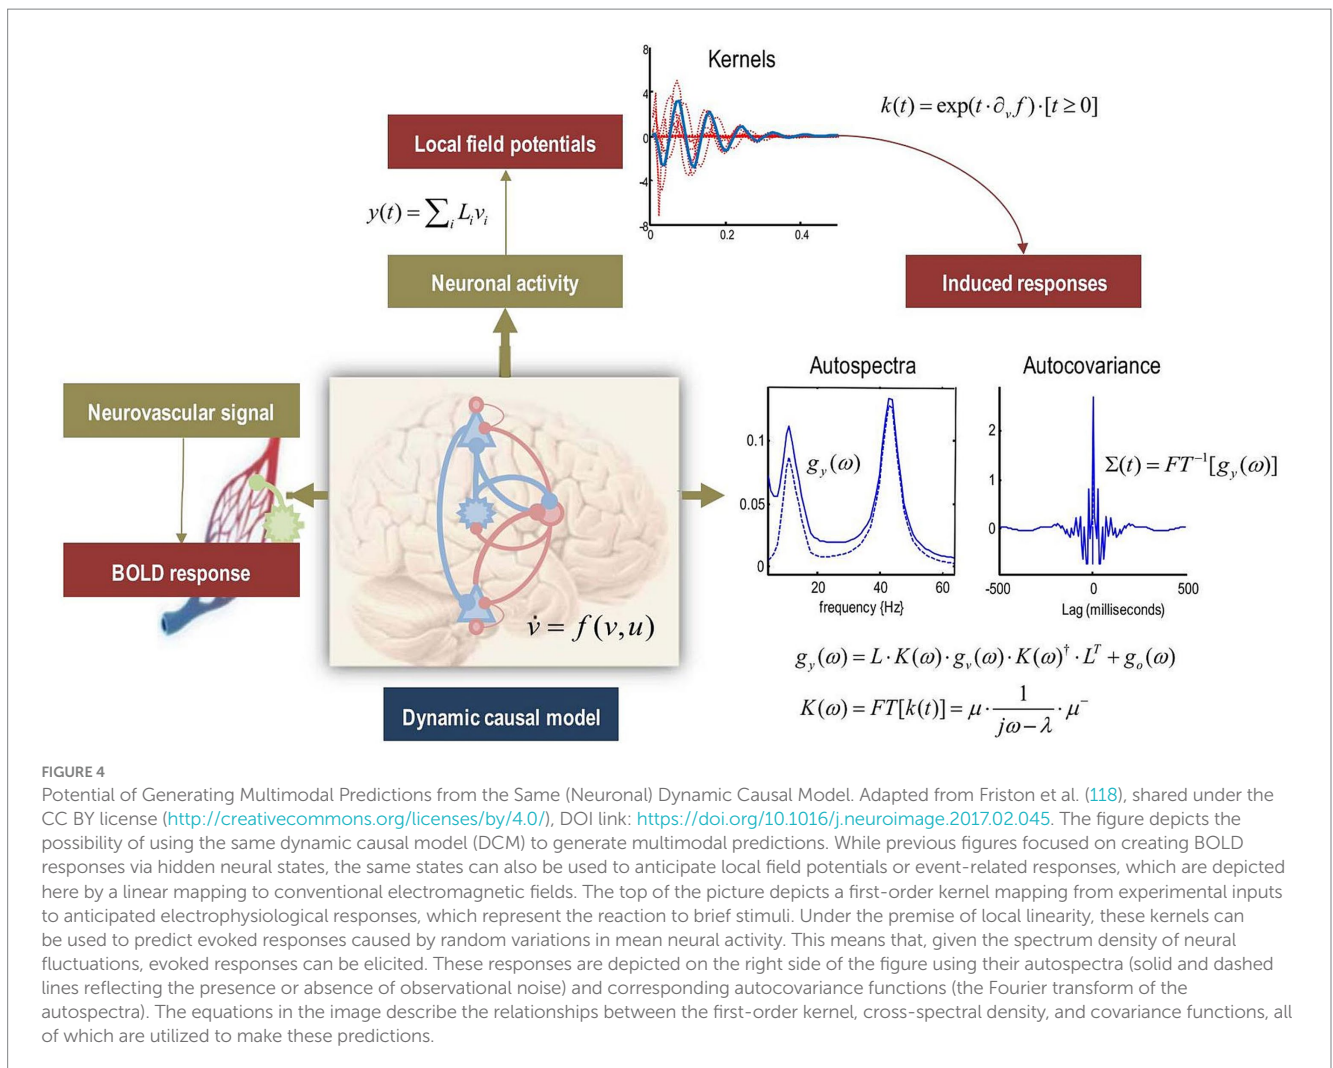 Kernels
8
4
0
-4
-8
0
0.2
0.4
k(t) = exp(t · ∂ᵥf) · [t ≥ 0]
Local field potentials
y(t) = ∑ᵢ Lᵢvᵢ
Neuronal activity
Induced responses
Neurovascular signal
BOLD response
v̇ = f(v,u)
Dynamic causal model
Autospectra
0.1
0.05
0
g_y(ω)
20
40
60
frequency {Hz}
Autocovariance
2
1
0
Σ(t) = FT⁻¹[g_y(ω)]
-500
0
500
Lag (milliseconds)
g_y(ω) = L · K(ω) · g_v(ω) · K(ω)† · Lᵀ + g_o(ω)
K(ω) = FT[k(t)] = μ · 1/(jω − λ) · μ⁻
FIGURE 4
Potential of Generating Multimodal Predictions from the Same (Neuronal) Dynamic Causal Model. Adapted from Friston et al. (118), shared under the
CC BY license (http://creativecommons.org/licenses/by/4.0/), DOI link: https://doi.org/10.1016/j.neuroimage.2017.02.045. The figure depicts the
possibility of using the same dynamic causal model (DCM) to generate multimodal predictions. While previous figures focused on creating BOLD
responses via hidden neural states, the same states can also be used to anticipate local field potentials or event-related responses, which are depicted
here by a linear mapping to conventional electromagnetic fields. The top of the picture depicts a first-order kernel mapping from experimental inputs
to anticipated electrophysiological responses, which represent the reaction to brief stimuli. Under the premise of local linearity, these kernels can
be used to predict evoked responses caused by random variations in mean neural activity. This means that, given the spectrum density of neural
fluctuations, evoked responses can be elicited. These responses are depicted on the right side of the figure using their autospectra (solid and dashed
lines reflecting the presence or absence of observational noise) and corresponding autocovariance functions (the Fourier transform of the
autospectra). The equations in the image describe the relationships between the first-order kernel, cross-spectral density, and covariance functions, all
of which are utilized to make these predictions.